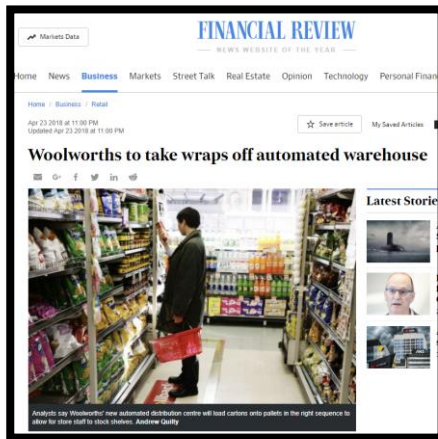 Markets Data
FINANCIAL REVIEW
NEWS WEBSITE OF THE YEAR
Home News Business Markets Street Talk Real Estate Opinion Technology Personal Finan
Home / Business / Retail
Apr 23 2018 at 11:00 PM
Updated Apr 23 2018 at 11:00 PM
Save article
My Saved Articles
Woolworths to take wraps off automated warehouse
Latest Storie
Analysts say Woolworths' new automated distribution centre will load cartons onto pallets in the right sequence to
allow for store staff to stock shelves. Andrew Quilty